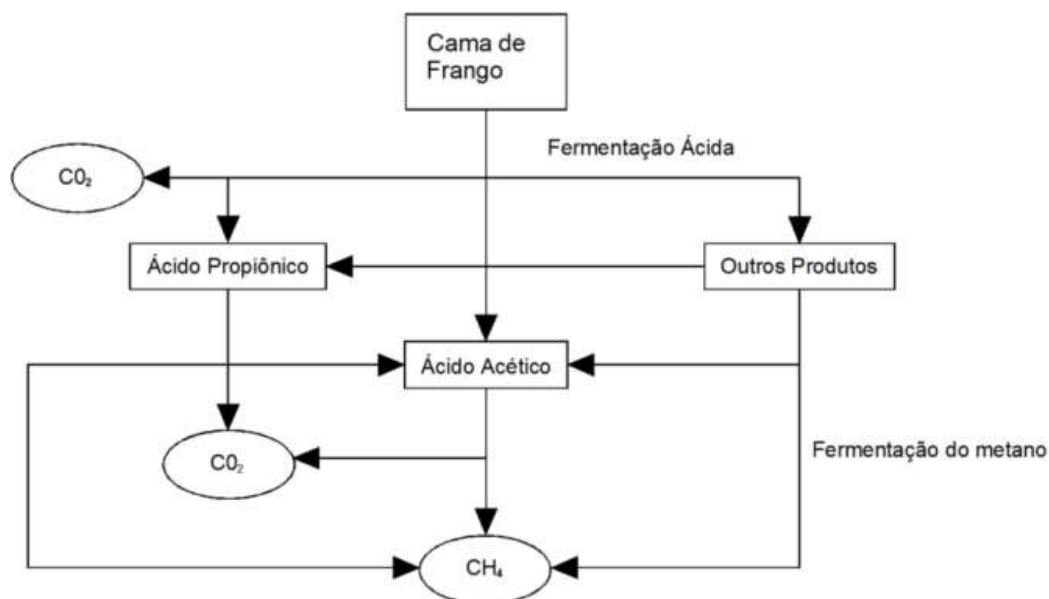 Cama de
Frango
Fermentação Ácida
C0₂
Ácido Propiônico
Outros Produtos
Ácido Acético
C0₂
Fermentação do metano
CH₄